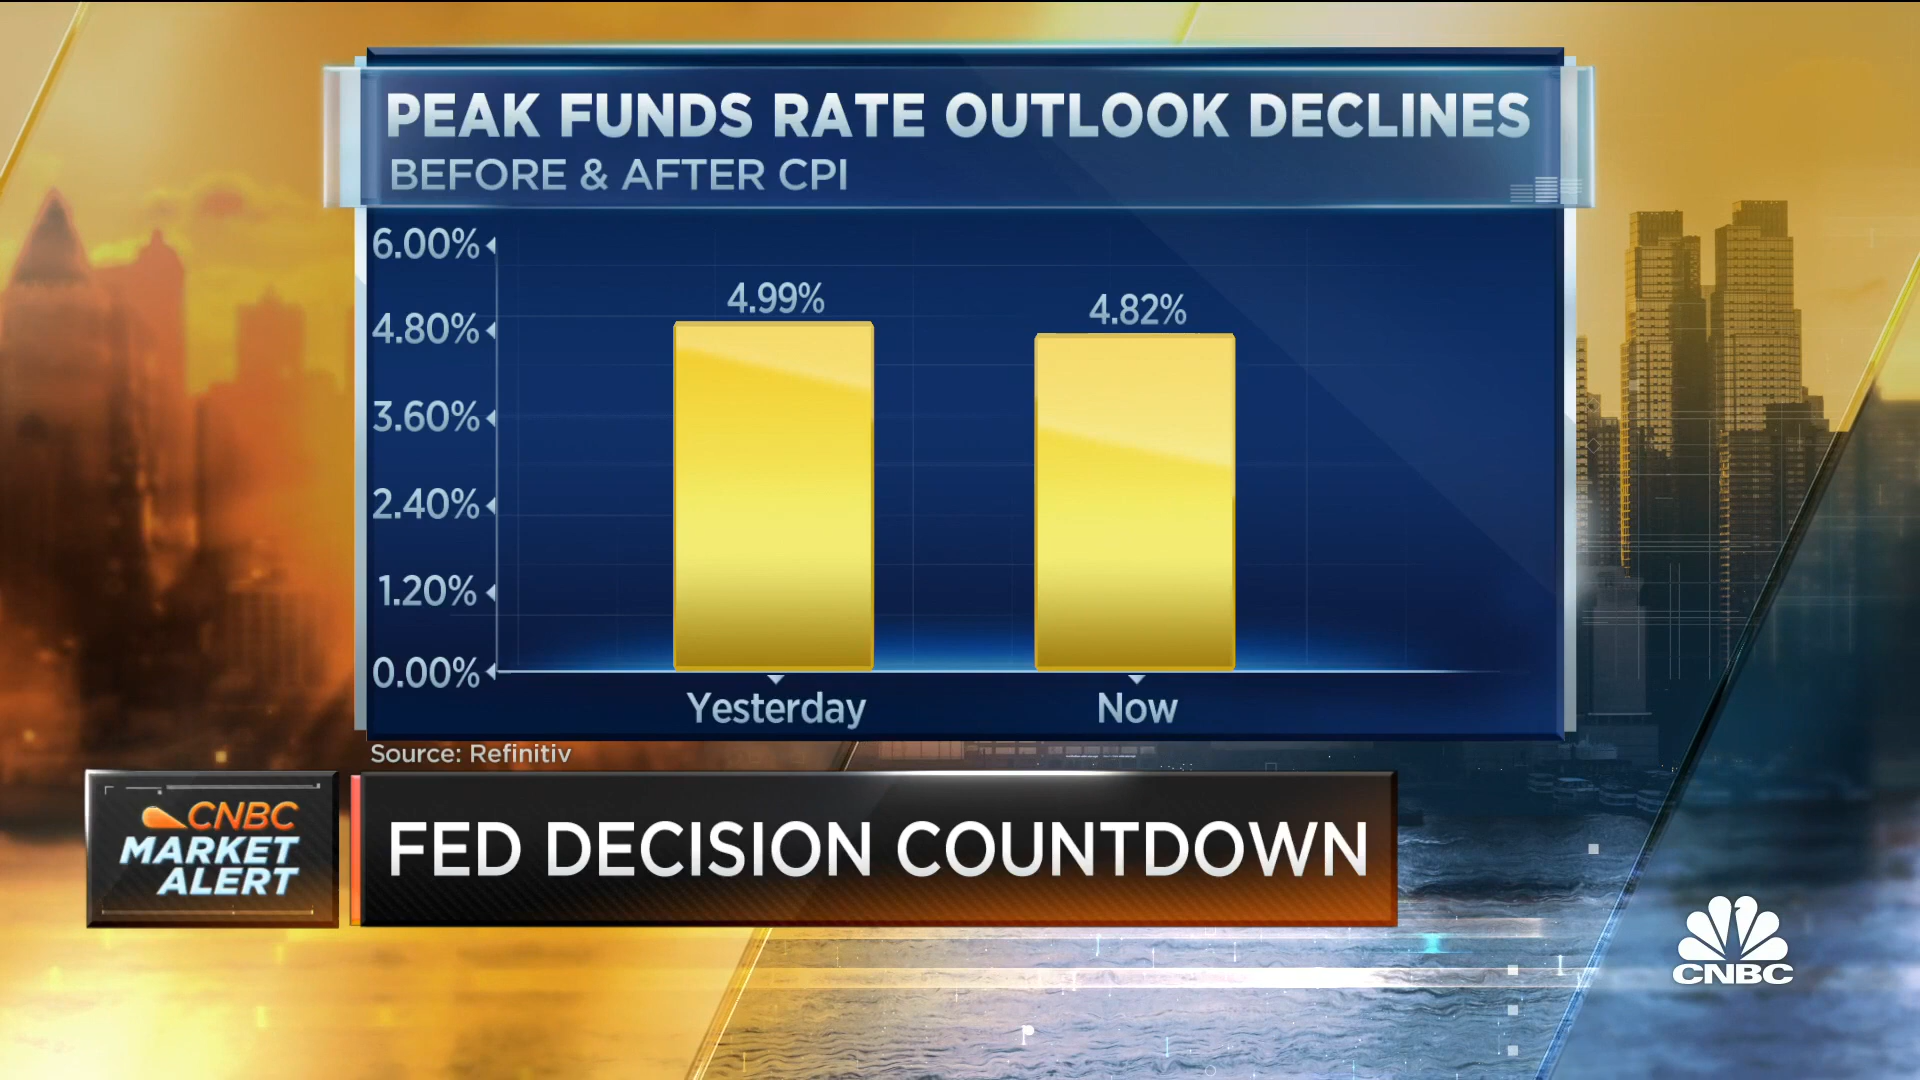 PEAK FUNDS RATE OUTLOOK DECLINES
BEFORE & AFTER CPI
6.00%
4.80%
3.60%
2.40%
1.20%
0.00%
4.99%
4.82%
Yesterday
Now
Source: Refinitiv
CNBC
MARKET
ALERT
FED DECISION COUNTDOWN
CNBC